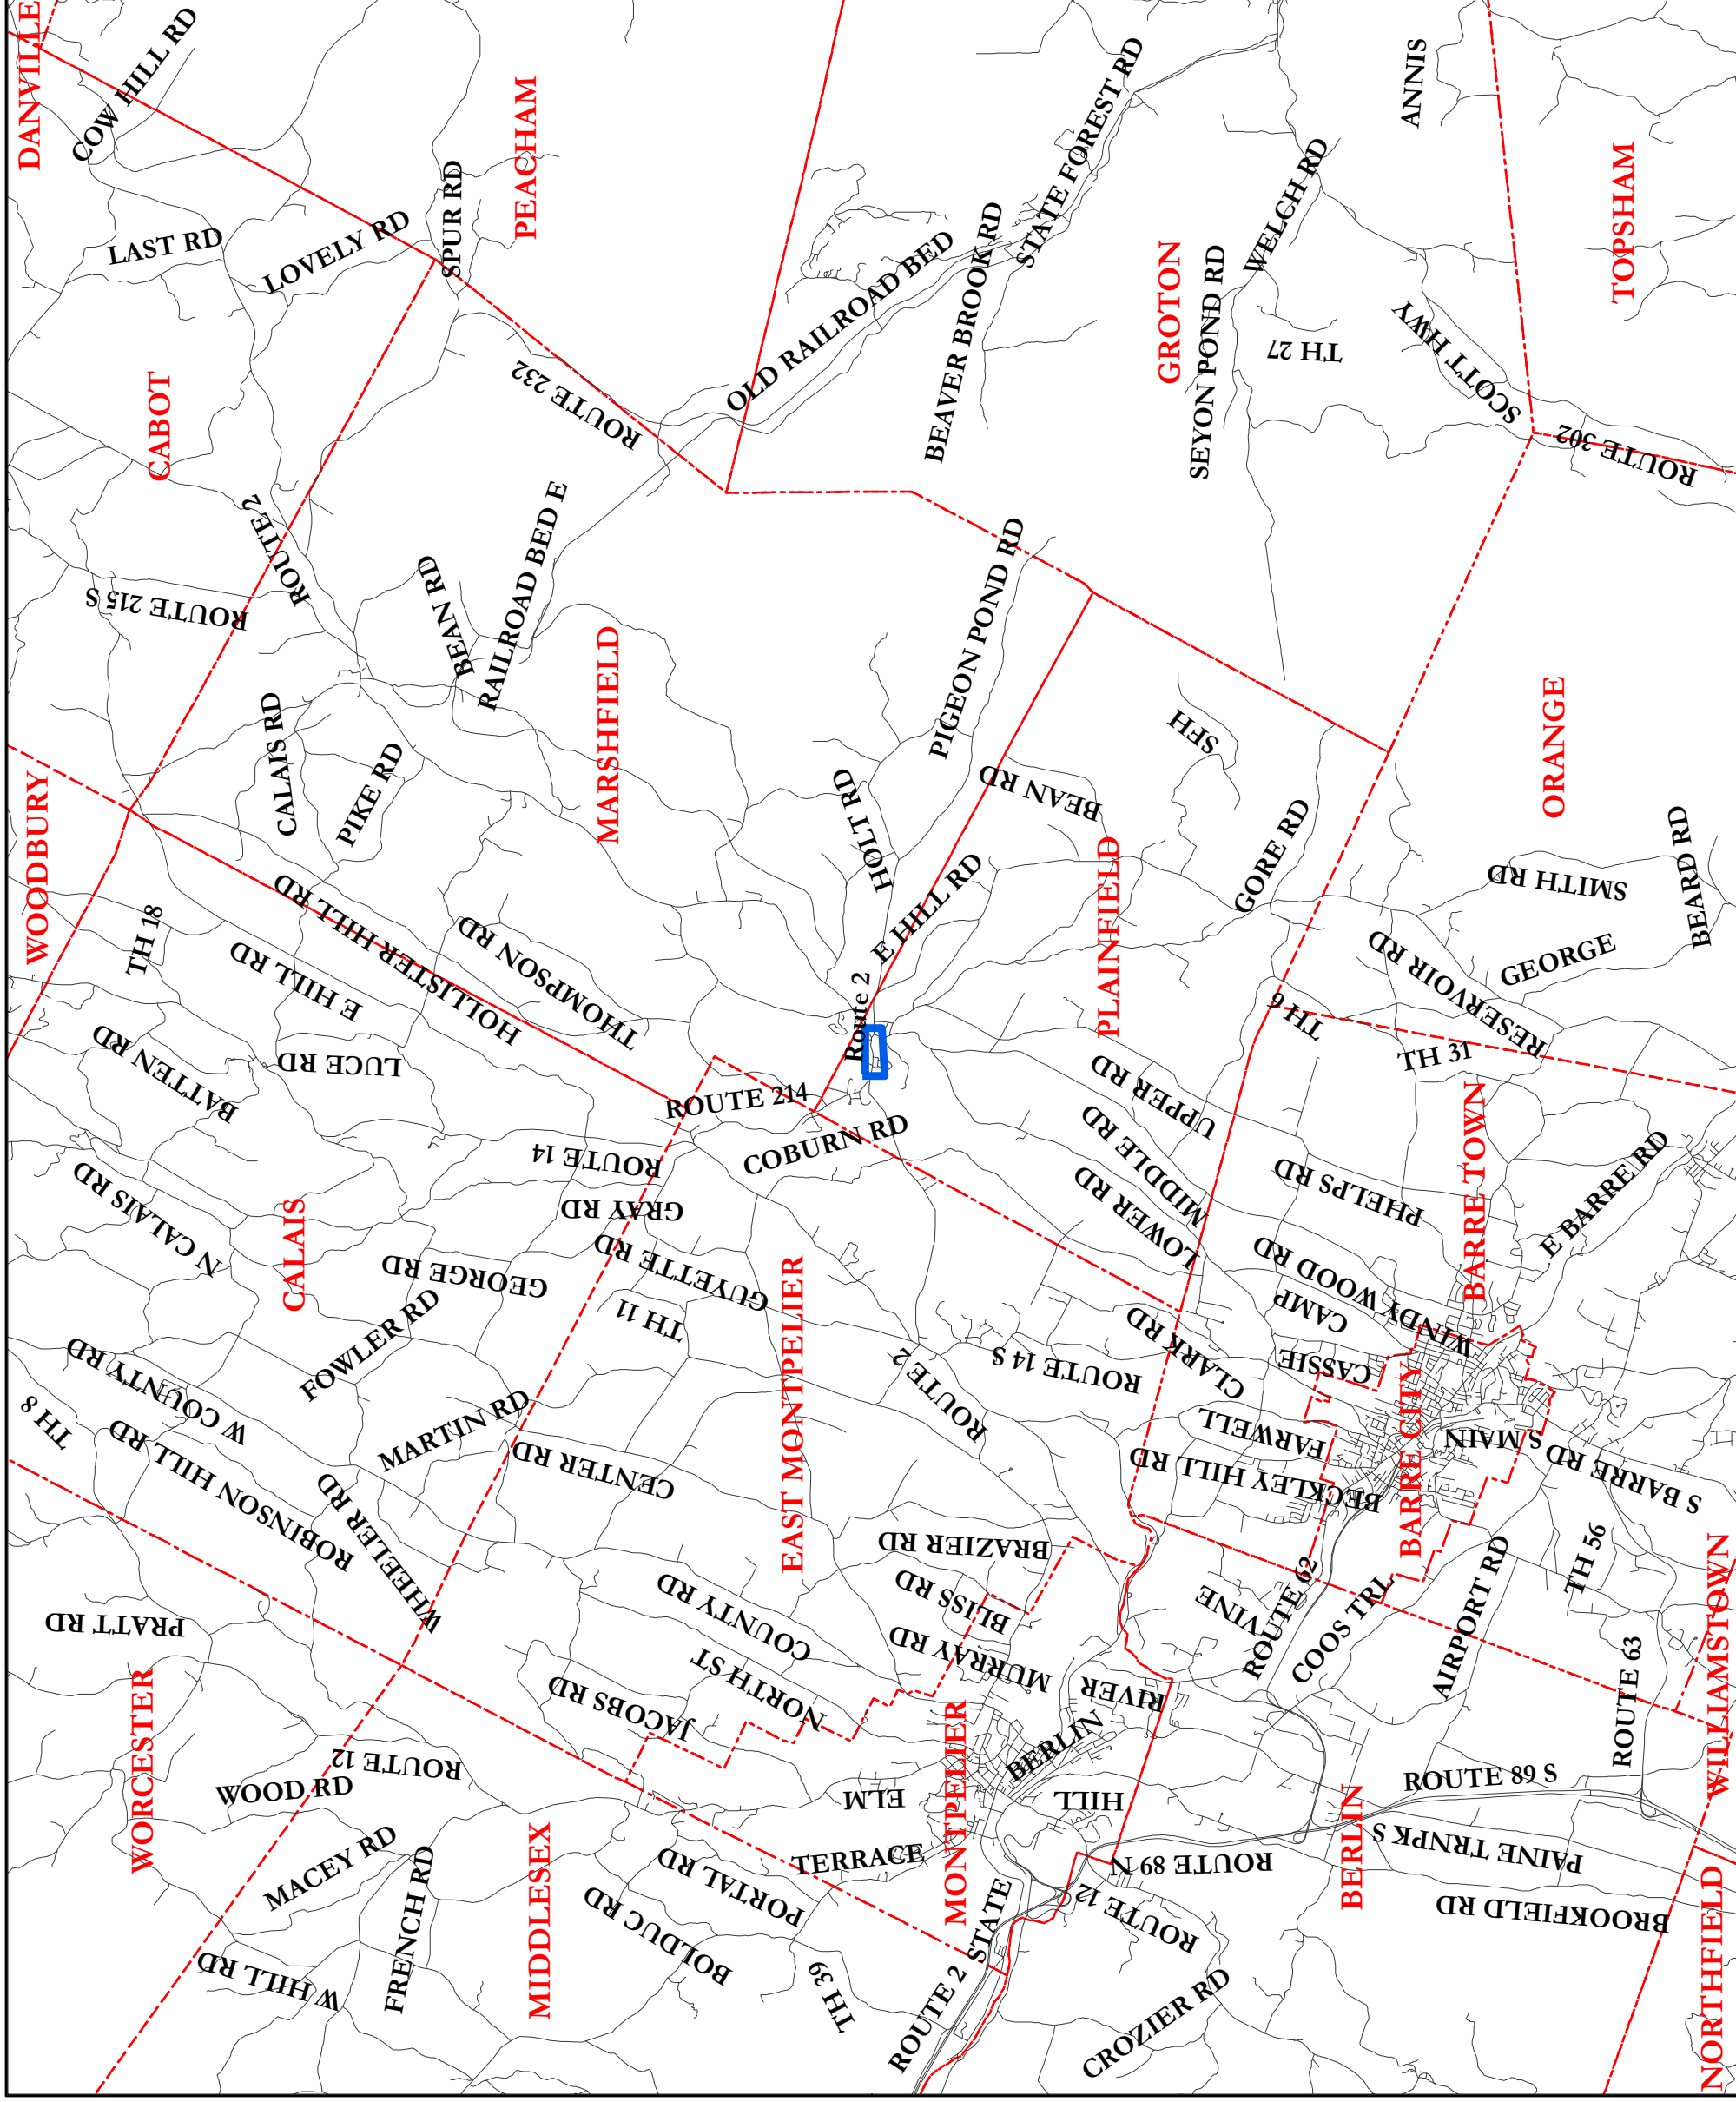 DANVILLE
COW HILL RD
PEACHAM
ANNIS
LAST RD
LOVELY RD
SPUR RD
STATE FOREST RD
WELCH RD
TOPSHAM
OLD RAILROAD BED
BEAVER BROOK RD
GROTON
SEYON POND RD
TH 27
SCOTT HWY
CABOT
ROUTE 232
ROUTE 302
ROUTE 2
ROUTE 215 S
BEAN RD
RAILROAD BED E
PIGEON POND RD
MARSHFIELD
CALAIS RD
PIKE RD
SFH
ORANGE
WOODBURY
HOLT RD
BEAN RD
GORE RD
SMITH RD
BEARD RD
TH 18
HOLLISTER HILL RD
E HILL RD
THOMPSON RD
E HILL RD
PLAINFIELD
RESERVOIR RD
GEORGE
Route 2
TH 6
BATTEN RD
LUCE RD
ROUTE 214
UPPER RD
TH 31
ROUTE 14
COBURN RD
MIDDLE RD
LOWER RD
PHELPS RD
BARRE TOWN
E BARRE RD
N CALAIS RD
CALAIS
GRAY RD
GEORGE RD
GUYETTE RD
TH 11
EAST MONTPELIER
WINDY WOOD RD
CAMP
CASSIE
CLARK RD
FOWLER RD
ROUTE 2
ROUTE 14 S
W COUNTY RD
TH 8
ROBINSON HILL RD
MARTIN RD
CENTER RD
FARWELL
BECKLEY HILL RD
BARRE CITY
S MAIN
S BARRE RD
WHEELER RD
BRAZIER RD
BLISS RD
COUNTY RD
MURRAY RD
VINE
ROUTE 62
COOS TRL
AIRPORT RD
TH 56
WILLIAMSTOWN
PRATT RD
WORCESTER
JACOBS RD
NORTH ST
RIVER
ROUTE 63
ROUTE 12
WOOD RD
ELM
MONTPELIER
BERLIN
HILL
ROUTE 89 S
BERLIN
PAINE TRNPK S
MACEY RD
FRENCH RD
MIDDLESEX
PORTAL RD
TERRACE
ROUTE 89 N
BROOKFIELD RD
BOLDUC RD
STATE
ROUTE 12
W HILL RD
TH 39
ROUTE 2
CROZIER RD
NORTHFIELD